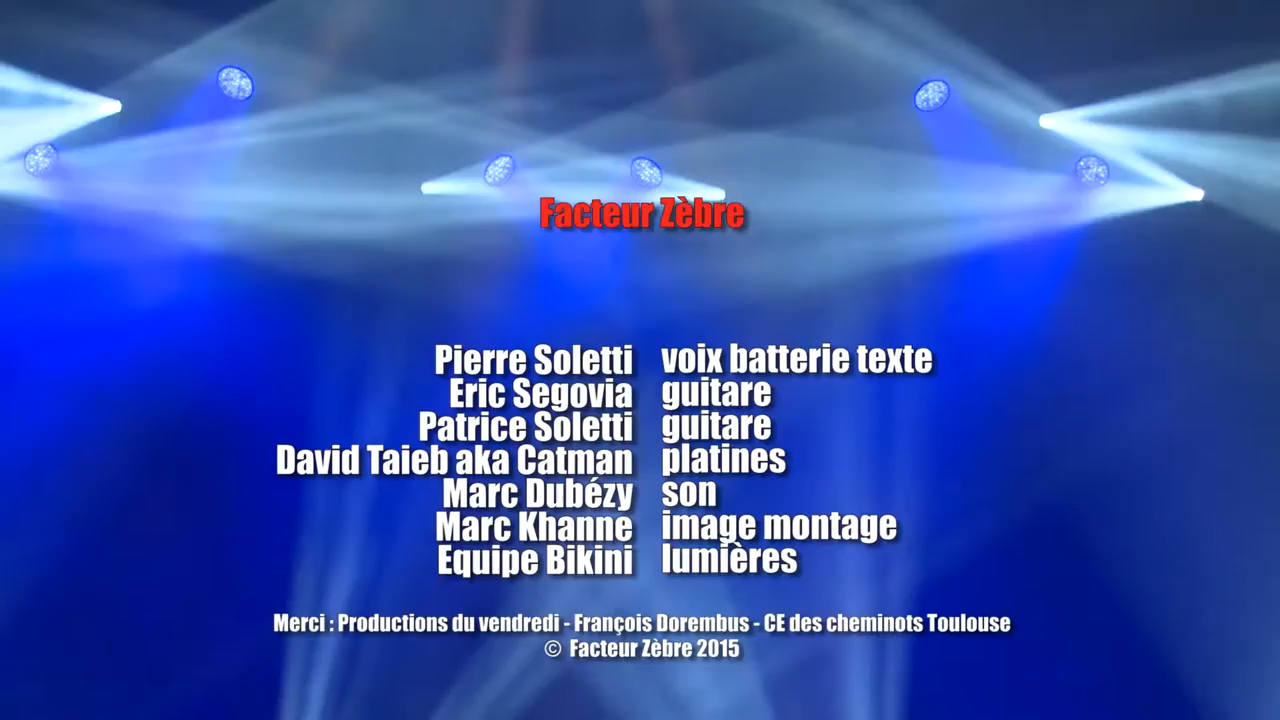 Facteur Zèbre
Pierre Soletti voix batterie texte
Eric Segovia guitare
Patrice Soletti guitare
David Taieb aka Catman platines
Marc Dubézy son
Marc Khanne image montage
Equipe Bikini lumières
Merci : Productions du vendredi - François Dorembus - CE des cheminots Toulouse
© Facteur Zèbre 2015